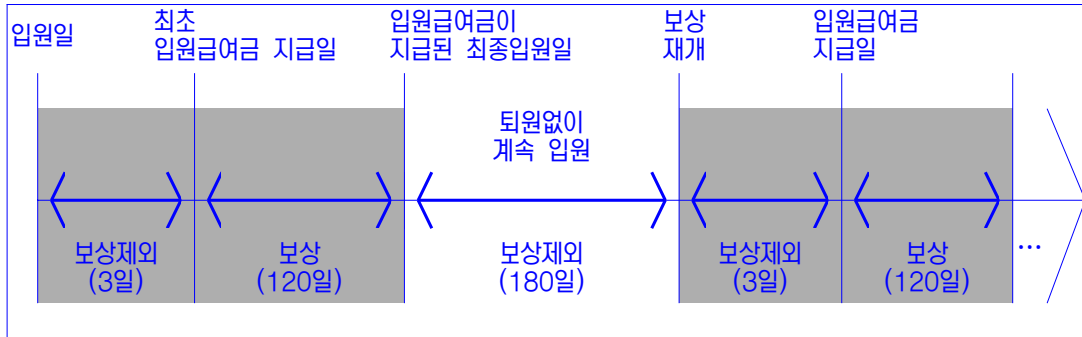 입원일
최초
입원급여금 지급일
입원급여금이
지급된 최종입원일
보상
재개
입원급여금
지급일
퇴원없이
계속 입원
보상제외
(3일)
보상
(120일)
보상제외
(180일)
보상제외
(3일)
보상
(120일)
...